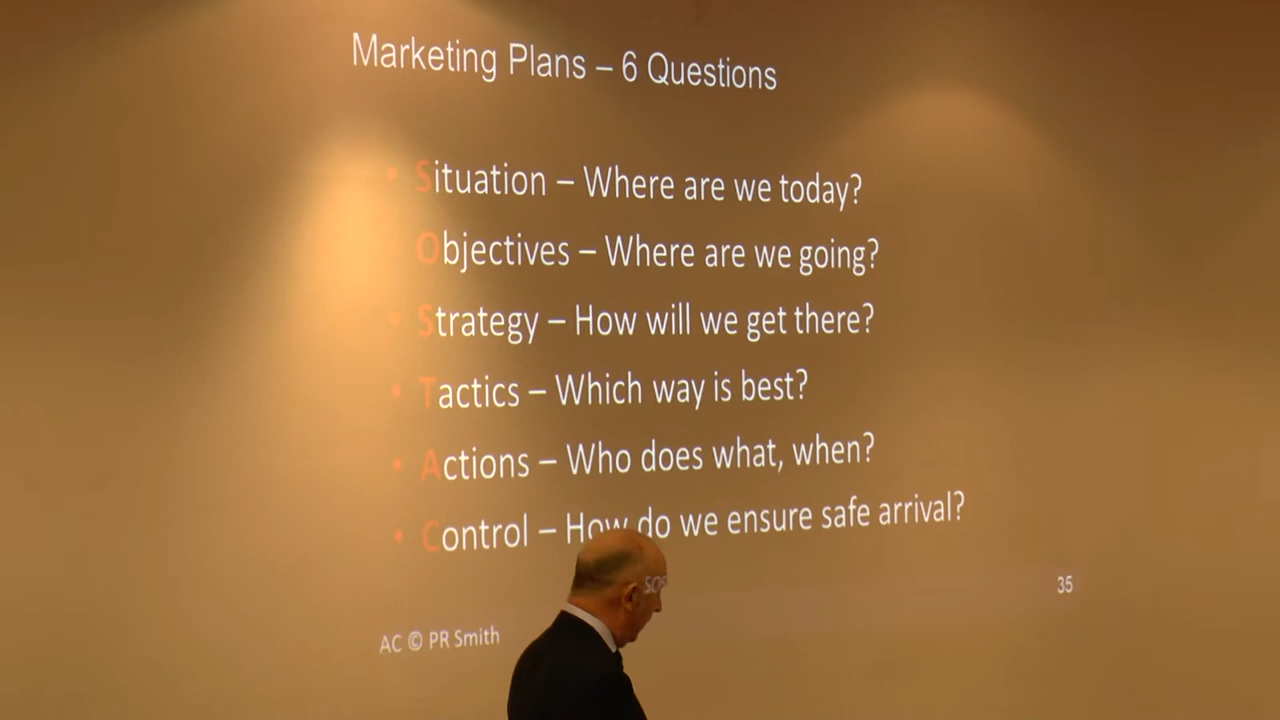 Marketing Plans – 6 Questions
• Situation – Where are we today?
Objectives – Where are we going?
• Strategy – How will we get there?
• Tactics – Which way is best?
• Actions – Who does what, when?
• Control – How do we ensure safe arrival?
SOS
35
AC © PR Smith